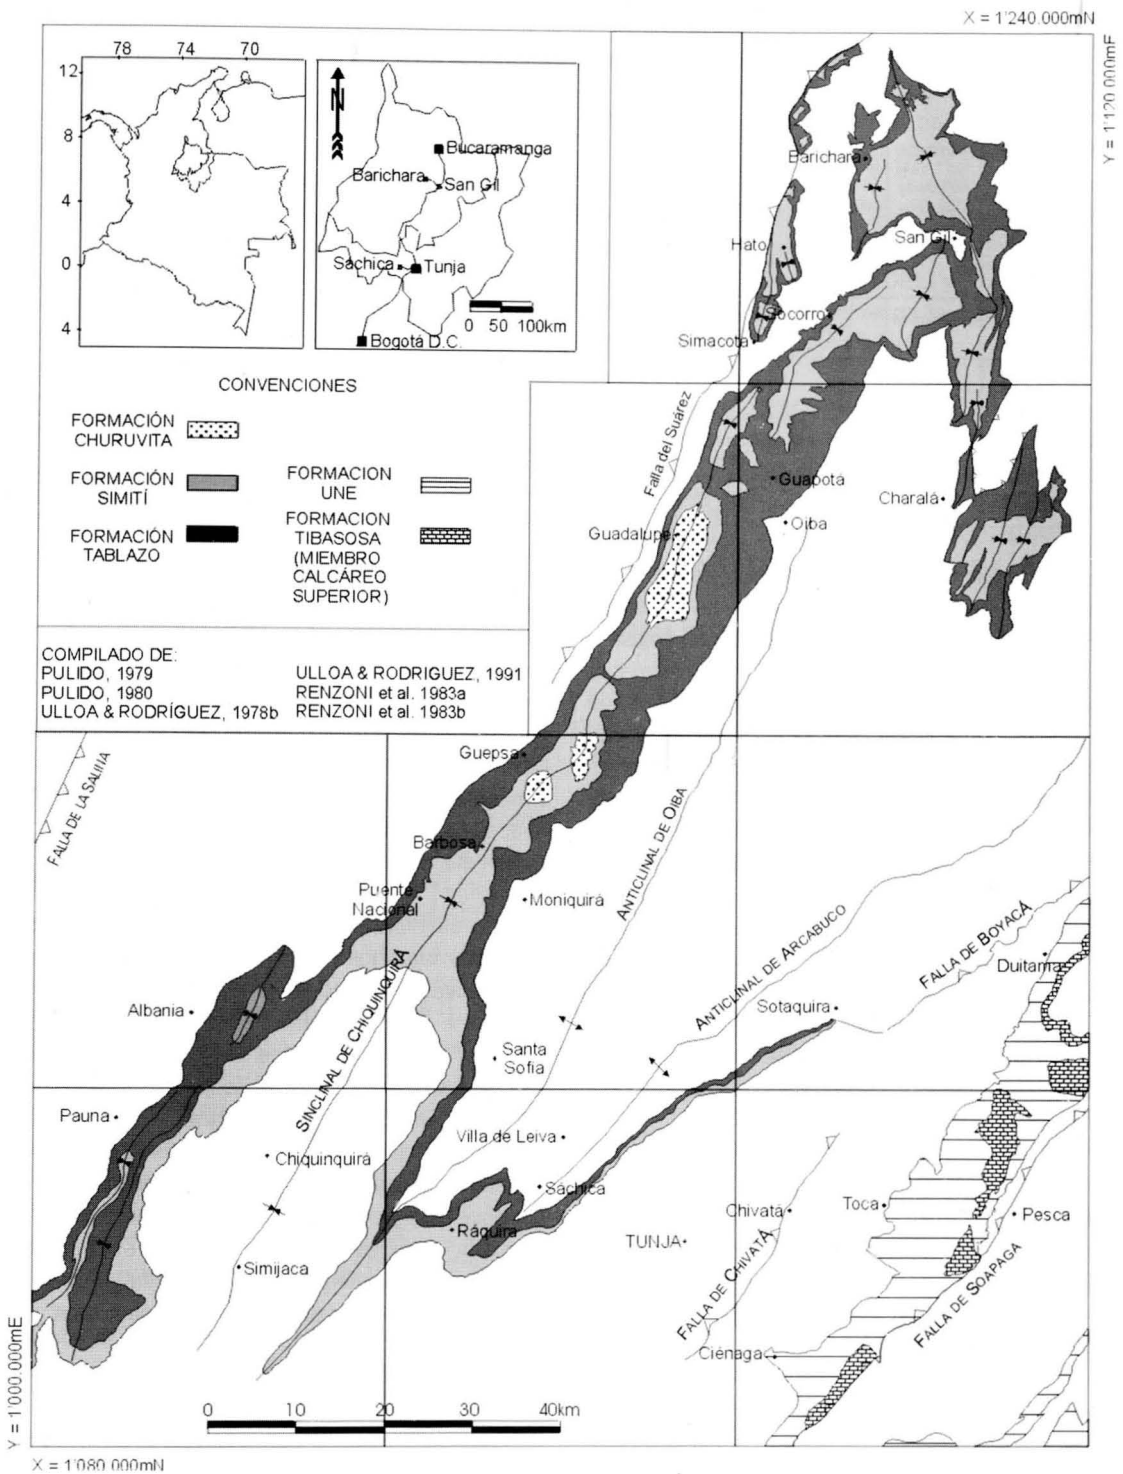 X = 1'240.000mN
Y = 1'120.000mE
78 74 70
12
8
4
0
4
N
Bucaramanga
Barichara
San Gil
Sáchica
Tunja
0 50 100km
Bogotá D.C.
CONVENCIONES
FORMACIÓN
CHURUVITA
FORMACIÓN
SIMITÍ
FORMACIÓN
TABLAZO
FORMACION
UNE
FORMACION
TIBASOSA
(MIEMBRO
CALCÁREO
SUPERIOR)
COMPILADO DE:
PULIDO, 1979
PULIDO, 1980
ULLOA & RODRÍGUEZ, 1978b
ULLOA & RODRIGUEZ, 1991
RENZONI et al. 1983a
RENZONI et al. 1983b
Barichara
San Gil
Hato
Socorro
Simacota
Falla del Suárez
Guapotá
Charalá
Oiba
Guadalupe
Guepsa
FALLA DE LA SALINA
Barbosa
ANTICLINAL DE OIBA
Puente
Nacional
Moniquirá
ANTICLINAL DE ARCABUCO
FALLA DE BOYACÁ
Duitama
Albania
SINCLINAL DE CHIQUINQUIRÁ
Sotaquira
Santa
Sofia
Pauna
Villa de Leiva
Chiquinquirá
Sáchica
Ráquira
Chivatá
Toca
Pesca
TUNJA
Simijaca
FALLA DE CHIVATÁ
FALLA DE SOAPAGA
Ciénaga
0 10 20 30 40km
Y = 1'000.000mE
X = 1'080.000mN